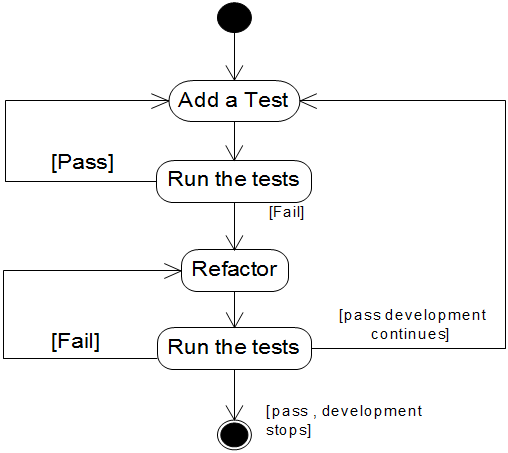 Add a Test
[Pass]
Run the tests
[Fail]
Refactor
[pass development
continues]
[Fail]
Run the tests
[pass , development
stops]